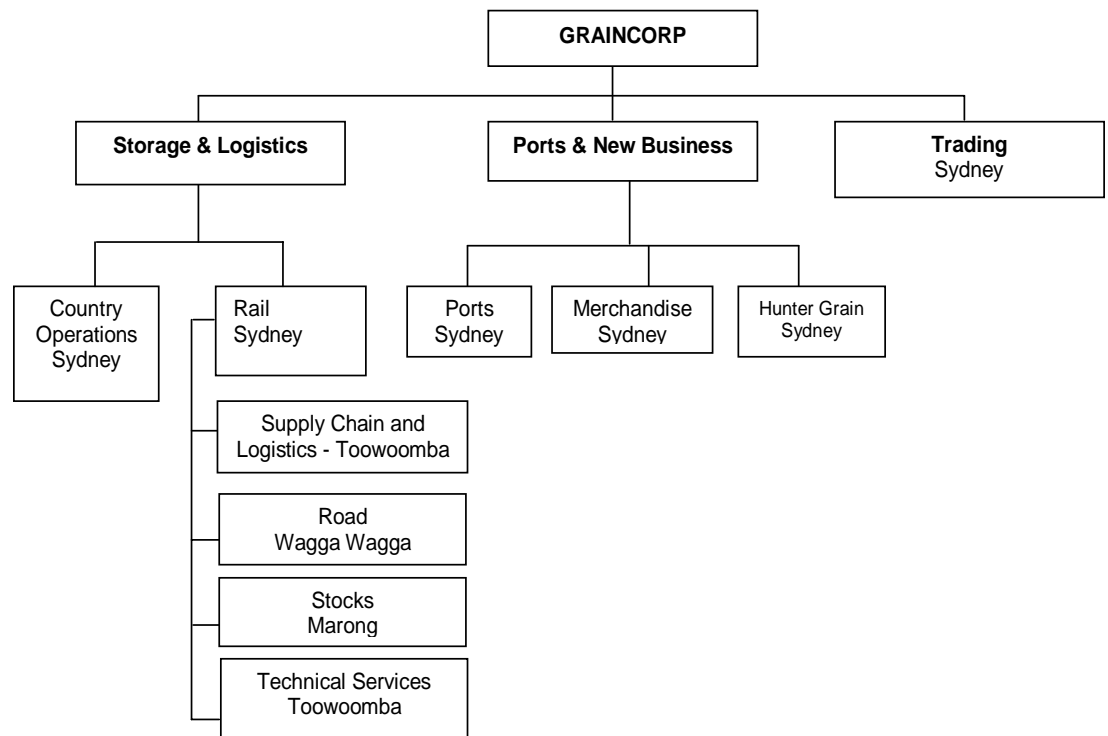 GRAINCORP
Storage & Logistics
Ports & New Business
Trading
Sydney
Country
Operations
Sydney
Rail
Sydney
Ports
Sydney
Merchandise
Sydney
Hunter Grain
Sydney
Supply Chain and
Logistics - Toowoomba
Road
Wagga Wagga
Stocks
Marong
Technical Services
Toowoomba